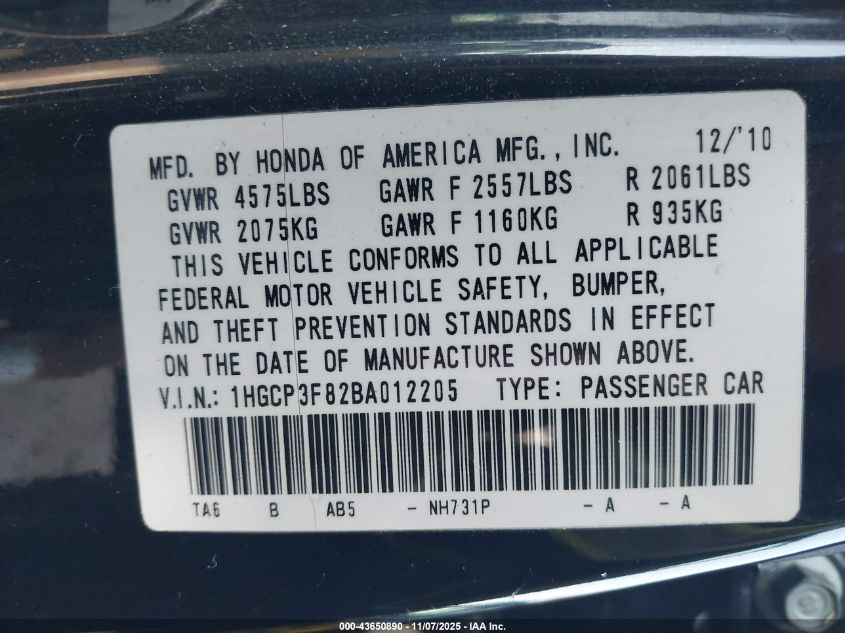 MFD. BY HONDA OF AMERICA MFG., INC. 12/'10
GVWR 4575LBS GAWR F 2557LBS R 2061LBS
GVWR 2075KG GAWR F 1160KG R 935KG
THIS VEHICLE CONFORMS TO ALL APPLICABLE
FEDERAL MOTOR VEHICLE SAFETY, BUMPER,
AND THEFT PREVENTION STANDARDS IN EFFECT
ON THE DATE OF MANUFACTURE SHOWN ABOVE.
V.I.N.: 1HGCP3F82BA012205 TYPE: PASSENGER CAR
TA6 B AB5 - NH731P - A - A
000-43650890 - 11/07/2025 - IAA Inc.